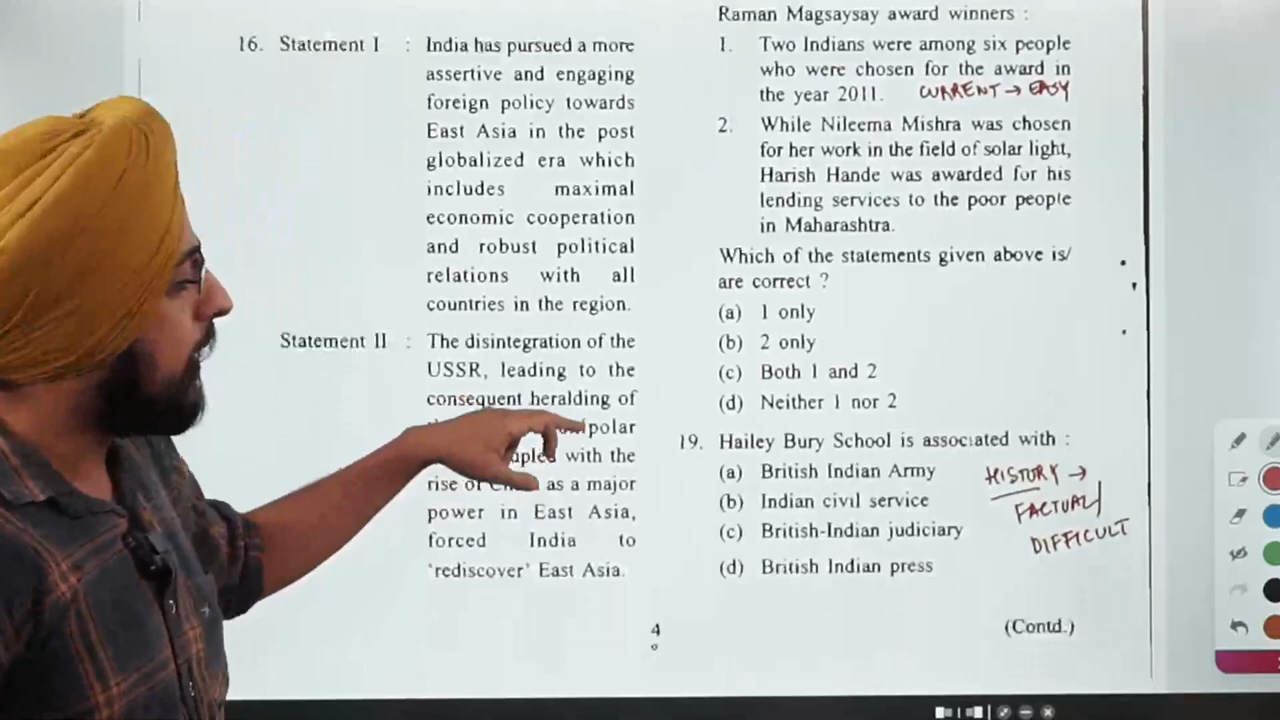 16. Statement I : India has pursued a more
assertive and engaging
foreign policy towards
East Asia in the post
globalized era which
includes maximal
economic cooperation
and robust political
relations with all
countries in the region.
Statement II : The disintegration of the
USSR, leading to the
consequent heralding of
polar
with the
rise of as a major
power in East Asia,
forced India to
'rediscover' East Asia.
Raman Magsaysay award winners :
1. Two Indians were among six people
who were chosen for the award in
the year 2011. CURRENT → EASY
2. While Nileema Mishra was chosen
for her work in the field of solar light,
Harish Hande was awarded for his
lending services to the poor people
in Maharashtra.
Which of the statements given above is/
are correct ?
(a) 1 only
(b) 2 only
(c) Both 1 and 2
(d) Neither 1 nor 2
19. Hailey Bury School is associated with :
(a) British Indian Army
(b) Indian civil service
(c) British-Indian judiciary
(d) British Indian press
HISTORY →
FACTUAL
DIFFICULT
4
(Contd.)